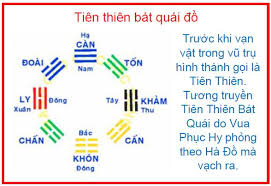 Tiên thiên bát quái đồ
Hạ
CÀN
Nam
ĐOÀI
TỐN
LY
Xuân
Đông
Tây
KHẢM
Thu
CHẤN
CẤN
Bắc
KHÔN
Đông
Trước khi vạn
vật trong vũ trụ
hình thành gọi là
Tiên Thiên.
Tương truyền
Tiên Thiên Bát
Quái do Vua
Phục Hy phỏng
theo Hà Đồ mà
vạch ra.